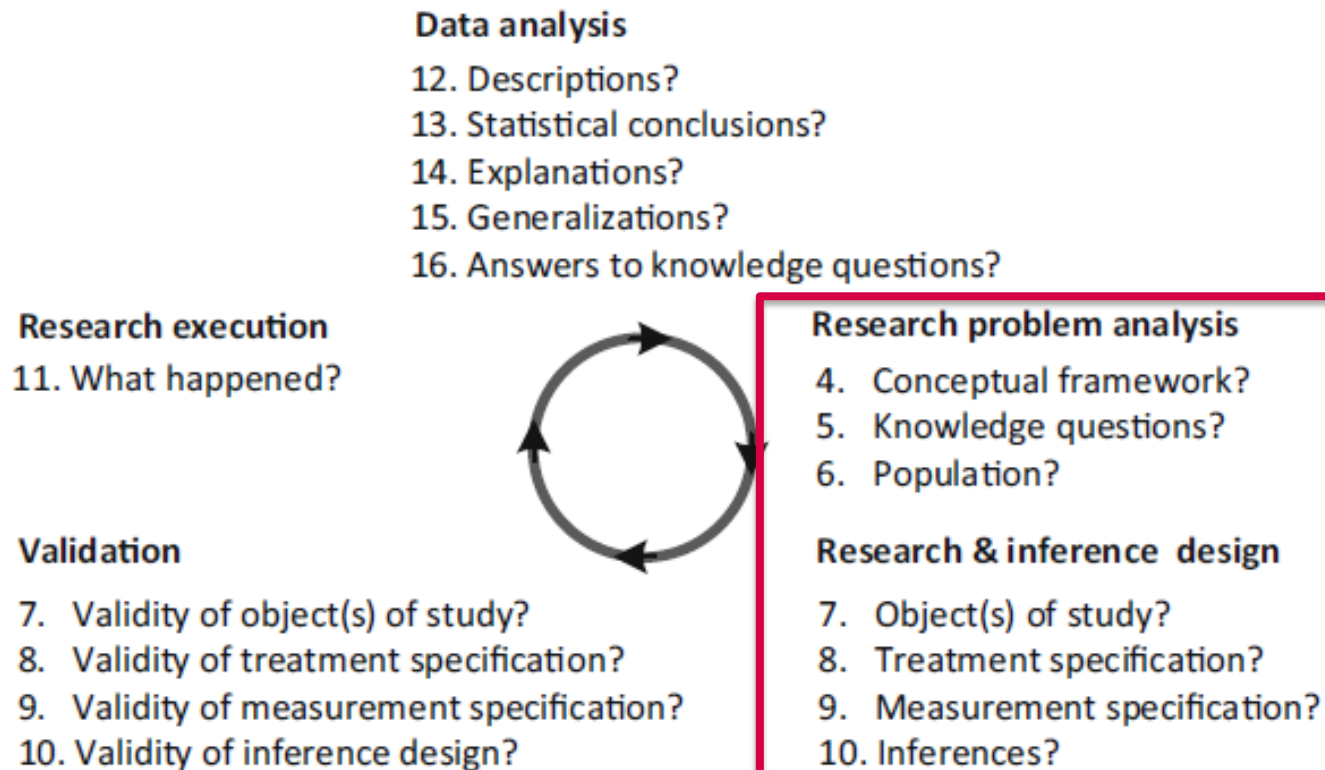 Data analysis
12. Descriptions?
13. Statistical conclusions?
14. Explanations?
15. Generalizations?
16. Answers to knowledge questions?
Research execution
11. What happened?
Research problem analysis
4. Conceptual framework?
5. Knowledge questions?
6. Population?
Validation
7. Validity of object(s) of study?
8. Validity of treatment specification?
9. Validity of measurement specification?
10. Validity of inference design?
Research & inference design
7. Object(s) of study?
8. Treatment specification?
9. Measurement specification?
10. Inferences?